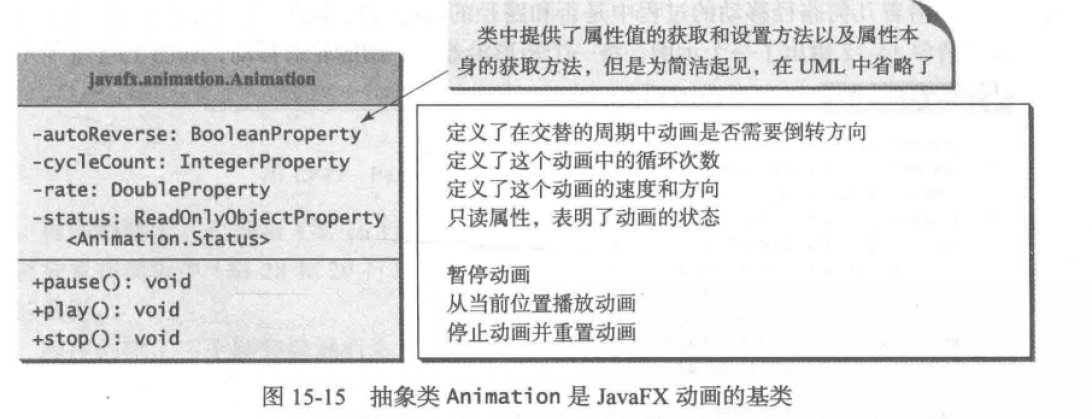 类中提供了属性值的获取和设置方法以及属性本
身的获取方法，但是为简洁起见，在 UML 中省略了
javafx.animation.Animation
-autoReverse: BooleanProperty
-cycleCount: IntegerProperty
-rate: DoubleProperty
-status: ReadOnlyObjectProperty
<Animation.Status>
+pause(): void
+play(): void
+stop(): void
定义了在交替的周期中动画是否需要倒转方向
定义了这个动画中的循环次数
定义了这个动画的速度和方向
只读属性，表明了动画的状态
暂停动画
从当前位置播放动画
停止动画并重置动画
图 15-15 抽象类 Animation 是 JavaFX 动画的基类